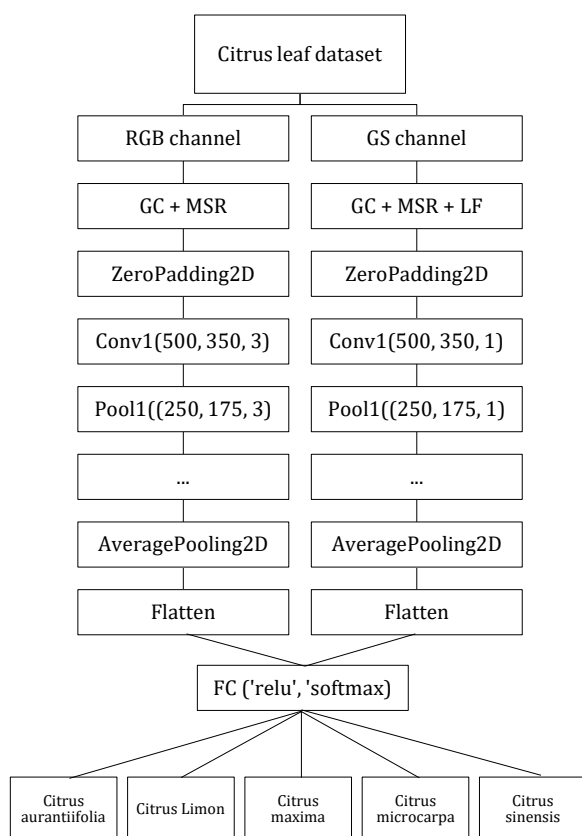 Citrus leaf dataset
RGB channel
GS channel
GC + MSR
GC + MSR + LF
ZeroPadding2D
ZeroPadding2D
Conv1(500, 350, 3)
Conv1(500, 350, 1)
Pool1((250, 175, 3)
Pool1((250, 175, 1)
...
...
AveragePooling2D
AveragePooling2D
Flatten
Flatten
FC ('relu', 'softmax)
Citrus
aurantiifolia
Citrus Limon
Citrus
maxima
Citrus
microcarpa
Citrus
sinensis